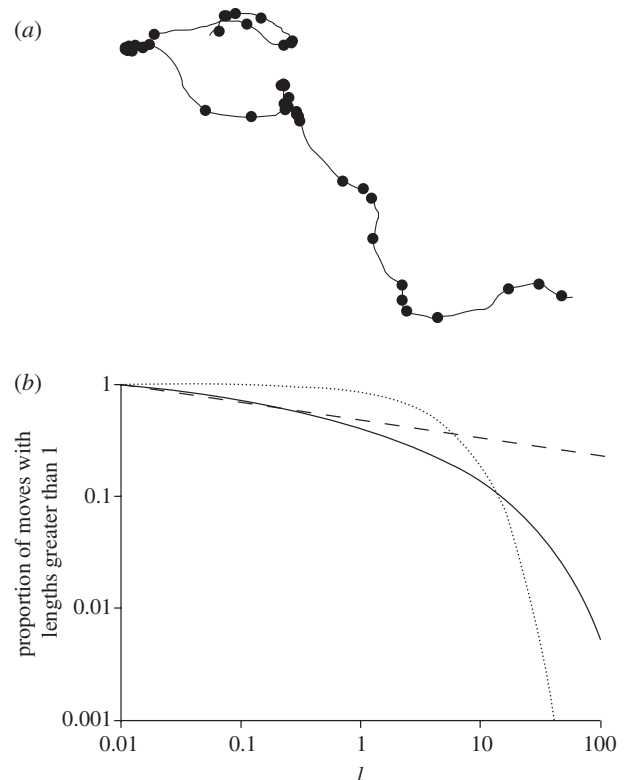 (a)
(b)
proportion of moves with
lengths greater than 1
1
0.1
0.01
0.001
0.01
0.1
1
10
100
l